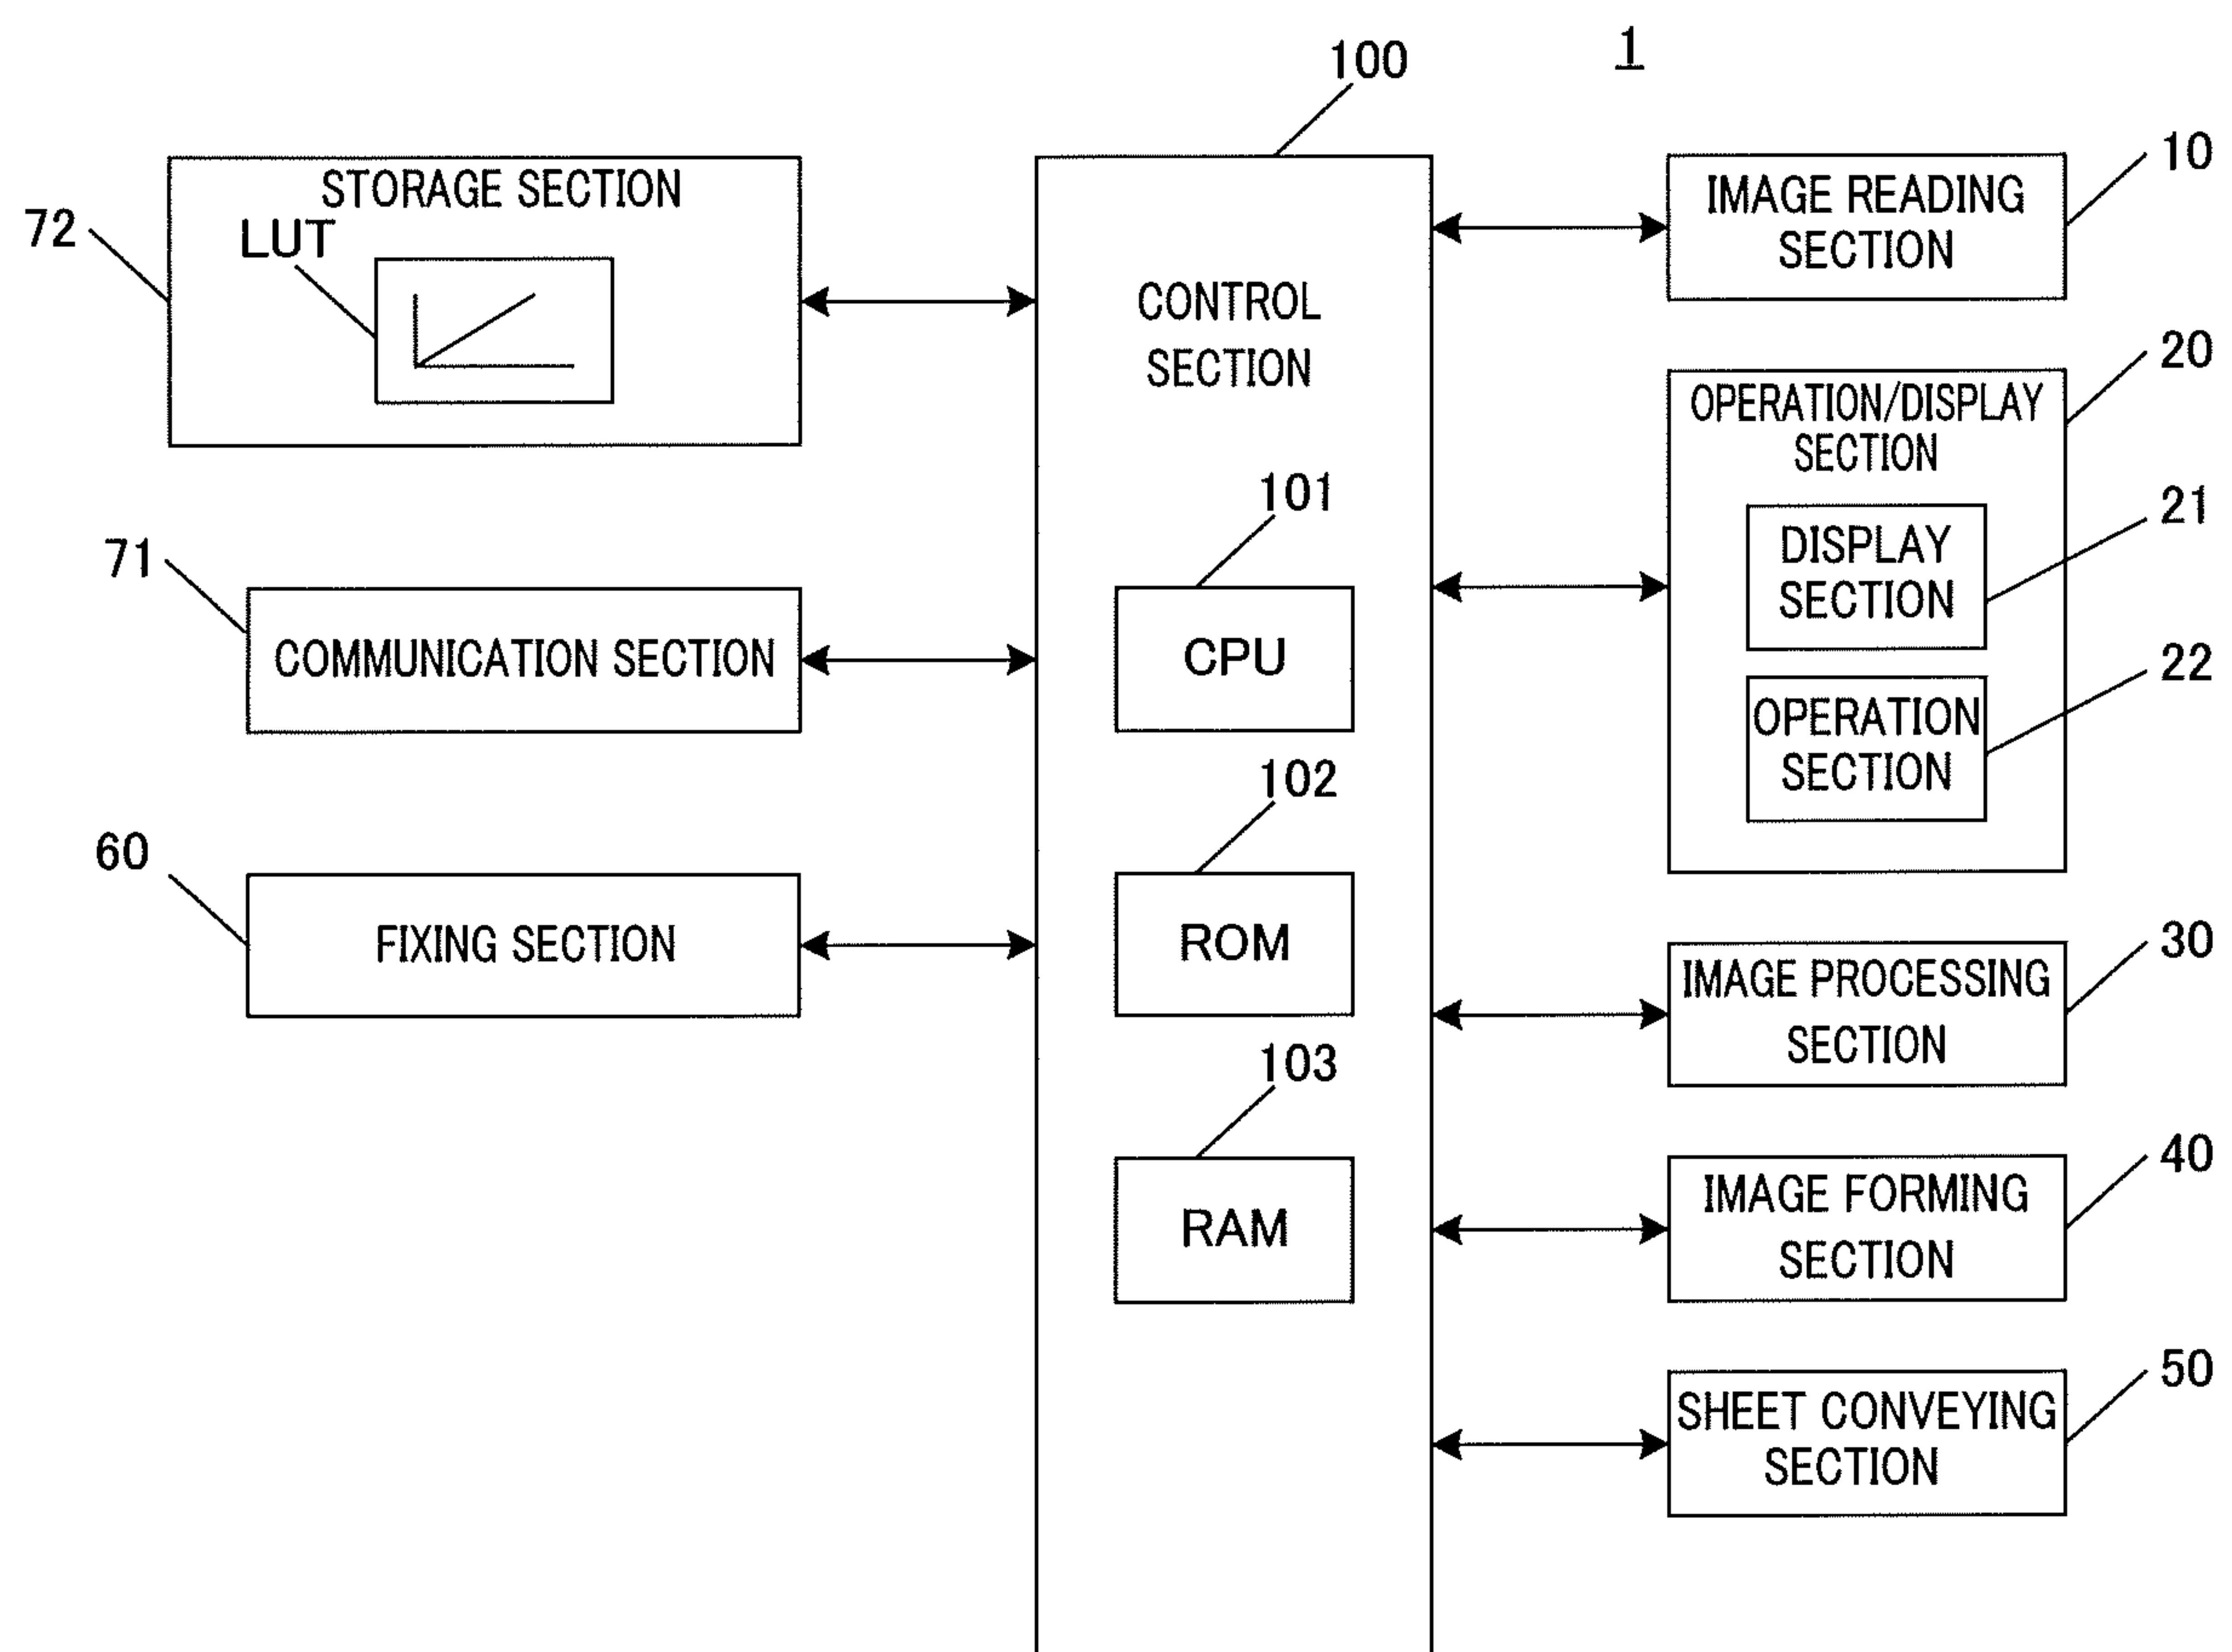 1
100
STORAGE SECTION
LUT
72
COMMUNICATION SECTION
71
FIXING SECTION
60
CONTROL
SECTION
101
CPU
102
ROM
103
RAM
IMAGE READING
SECTION
10
OPERATION/DISPLAY
SECTION
20
DISPLAY
SECTION
21
OPERATION
SECTION
22
IMAGE PROCESSING
SECTION
30
IMAGE FORMING
SECTION
40
SHEET CONVEYING
SECTION
50